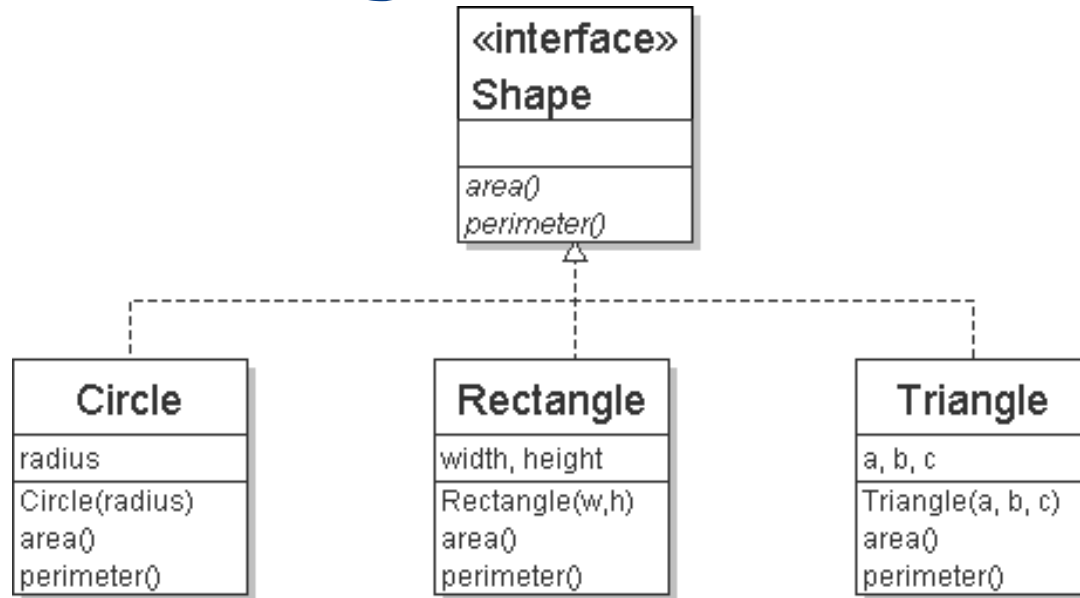 «interface»
Shape
area()
perimeter()
Circle
radius
Circle(radius)
area()
perimeter()
Rectangle
width, height
Rectangle(w,h)
area()
perimeter()
Triangle
a, b, c
Triangle(a, b, c)
area()
perimeter()